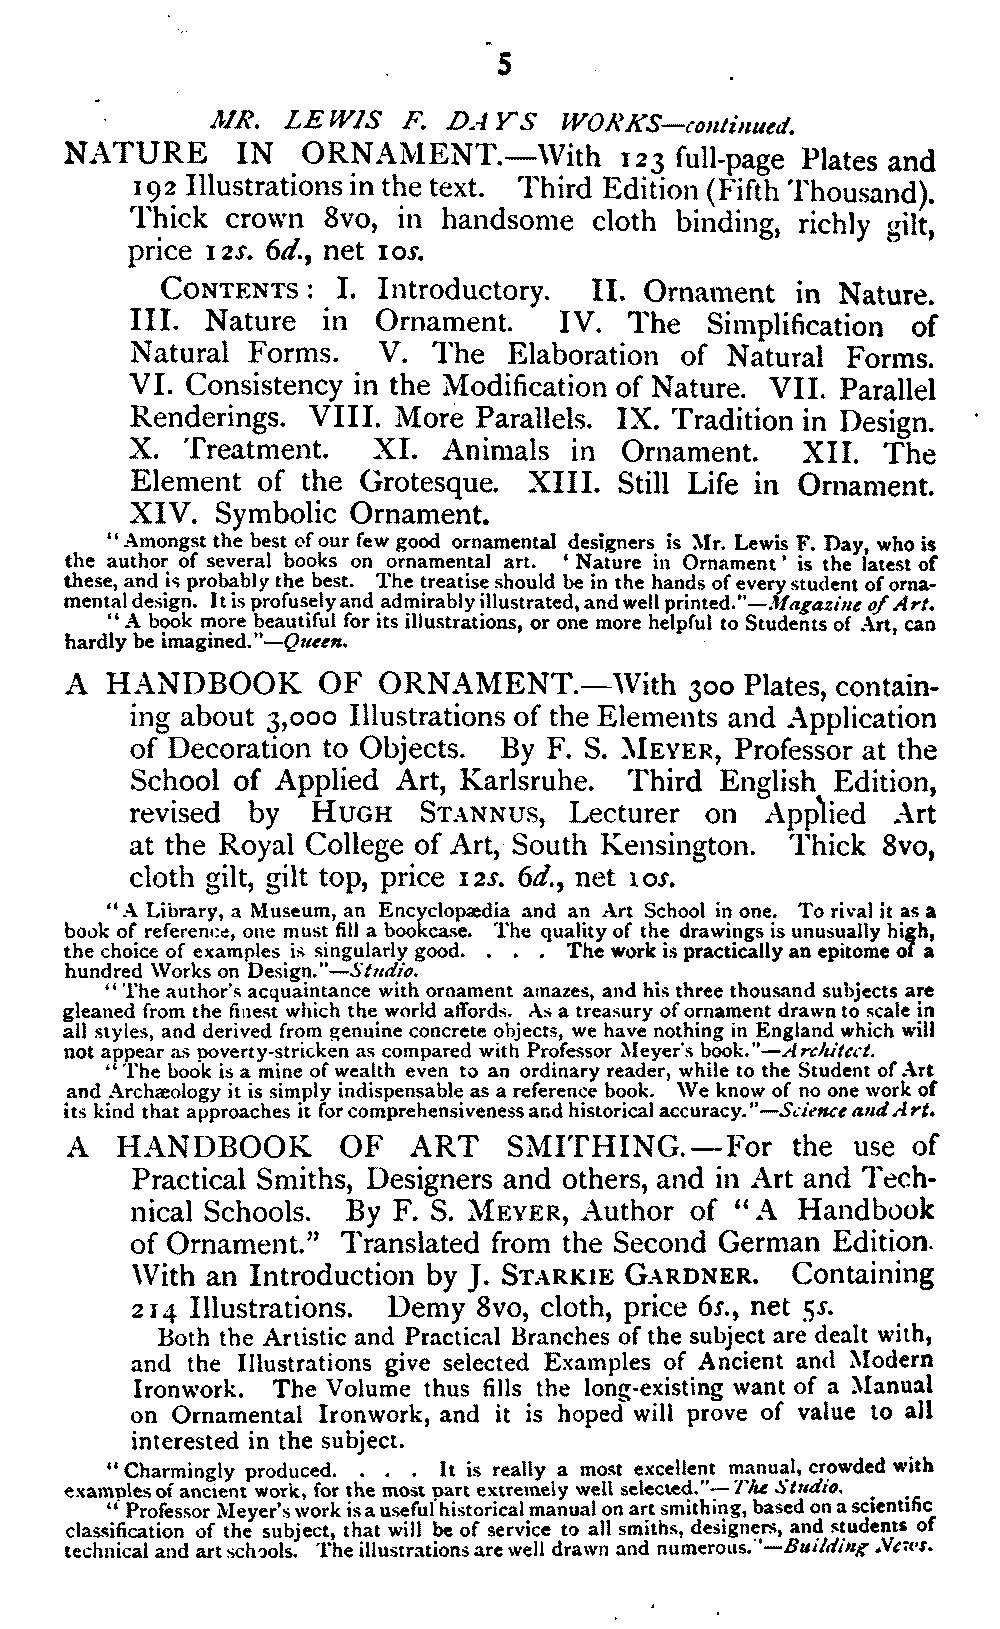 5
MR. LEWIS F. DAY'S WORKS—continued.
NATURE IN ORNAMENT.—With 123 full-page Plates and
192 Illustrations in the text. Third Edition (Fifth Thousand).
Thick crown 8vo, in handsome cloth binding, richly gilt,
price 12s. 6d., net 10s.
CONTENTS: I. Introductory. II. Ornament in Nature.
III. Nature in Ornament. IV. The Simplification of
Natural Forms. V. The Elaboration of Natural Forms.
VI. Consistency in the Modification of Nature. VII. Parallel
Renderings. VIII. More Parallels. IX. Tradition in Design.
X. Treatment. XI. Animals in Ornament. XII. The
Element of the Grotesque. XIII. Still Life in Ornament.
XIV. Symbolic Ornament.
"Amongst the best of our few good ornamental designers is Mr. Lewis F. Day, who is
the author of several books on ornamental art. 'Nature in Ornament' is the latest of
these, and is probably the best. The treatise should be in the hands of every student of orna-
mental design. It is profusely and admirably illustrated, and well printed."—Magazine of Art.
"A book more beautiful for its illustrations, or one more helpful to Students of Art, can
hardly be imagined."—Queen.
A HANDBOOK OF ORNAMENT.—With 300 Plates, contain-
ing about 3,000 Illustrations of the Elements and Application
of Decoration to Objects. By F. S. MEYER, Professor at the
School of Applied Art, Karlsruhe. Third English Edition,
revised by HUGH STANNUS, Lecturer on Applied Art
at the Royal College of Art, South Kensington. Thick 8vo,
cloth gilt, gilt top, price 12s. 6d., net 10s.
"A Library, a Museum, an Encyclopædia and an Art School in one. To rival it as a
book of reference, one must fill a bookcase. The quality of the drawings is unusually high,
the choice of examples is singularly good. . . . The work is practically an epitome of a
hundred Works on Design."—Studio.
"The author's acquaintance with ornament amazes, and his three thousand subjects are
gleaned from the finest which the world affords. As a treasury of ornament drawn to scale in
all styles, and derived from genuine concrete objects, we have nothing in England which will
not appear as poverty-stricken as compared with Professor Meyer's book."—Architect.
"The book is a mine of wealth even to an ordinary reader, while to the Student of Art
and Archæology it is simply indispensable as a reference book. We know of no one work of
its kind that approaches it for comprehensiveness and historical accuracy."—Science and Art.
A HANDBOOK OF ART SMITHING.—For the use of
Practical Smiths, Designers and others, and in Art and Tech-
nical Schools. By F. S. MEYER, Author of "A Handbook
of Ornament." Translated from the Second German Edition.
With an Introduction by J. STARKIE GARDNER. Containing
214 Illustrations. Demy 8vo, cloth, price 6s., net 5s.
Both the Artistic and Practical Branches of the subject are dealt with,
and the Illustrations give selected Examples of Ancient and Modern
Ironwork. The Volume thus fills the long-existing want of a Manual
on Ornamental Ironwork, and it is hoped will prove of value to all
interested in the subject.
"Charmingly produced. . . . It is really a most excellent manual, crowded with
examples of ancient work, for the most part extremely well selected."—The Studio.
"Professor Meyer's work is a useful historical manual on art smithing, based on a scientific
classification of the subject, that will be of service to all smiths, designers, and students of
technical and art schools. The illustrations are well drawn and numerous."—Building News.